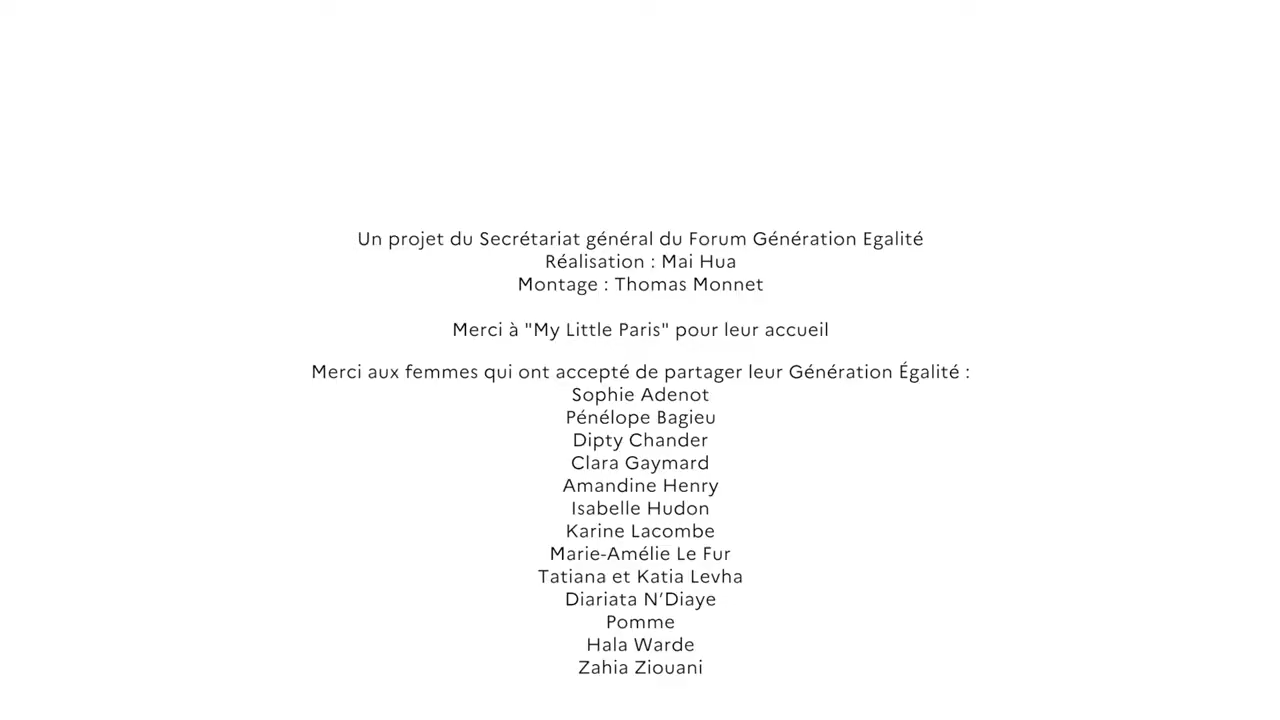 Un projet du Secrétariat général du Forum Génération Egalité
Réalisation : Mai Hua
Montage : Thomas Monnet
Merci à "My Little Paris" pour leur accueil
Merci aux femmes qui ont accepté de partager leur Génération Égalité :
Sophie Adenot
Pénélope Bagieu
Dipty Chander
Clara Gaymard
Amandine Henry
Isabelle Hudon
Karine Lacombe
Marie-Amélie Le Fur
Tatiana et Katia Levha
Diariata N’Diaye
Pomme
Hala Warde
Zahia Ziouani